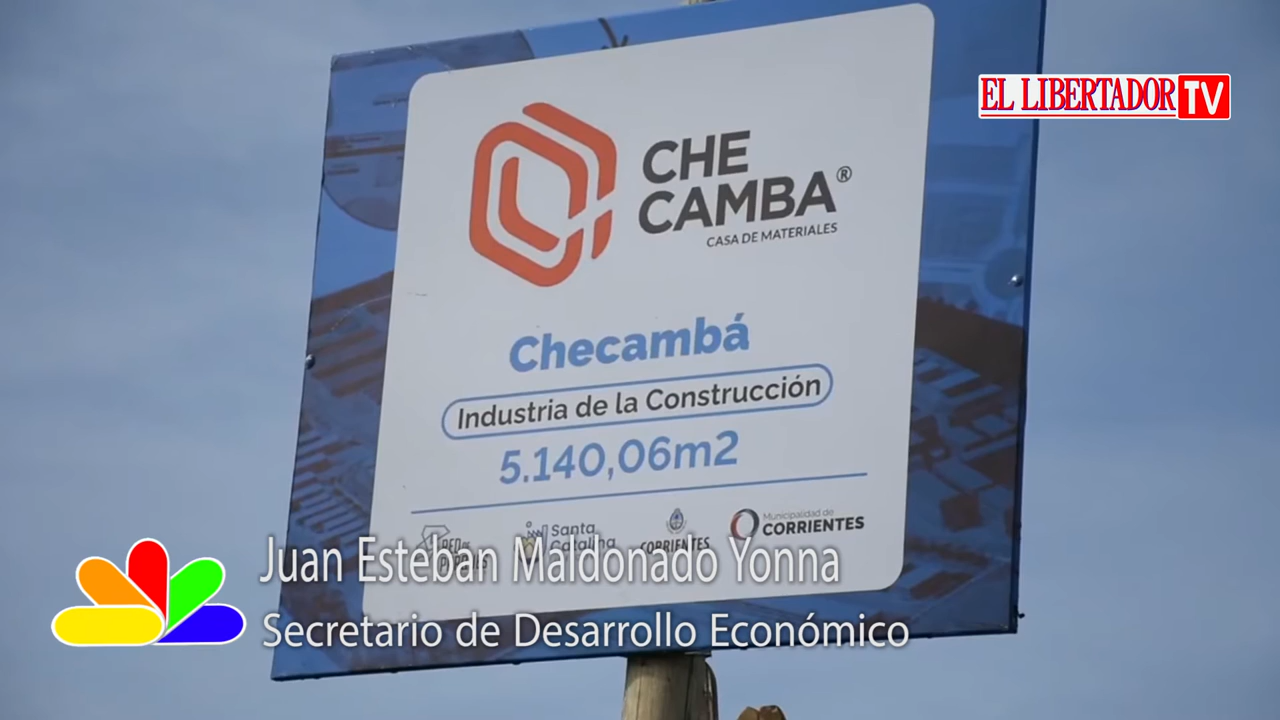 EL LIBERTADOR TV
CHE
CAMBA®
CASA DE MATERIALES
Checambá
Industria de la Construcción
5.140,06m2
Santa
Catalina
CORRIENTES
Municipalidad de
CORRIENTES
Juan Esteban Maldonado Yonna
Secretario de Desarrollo Económico